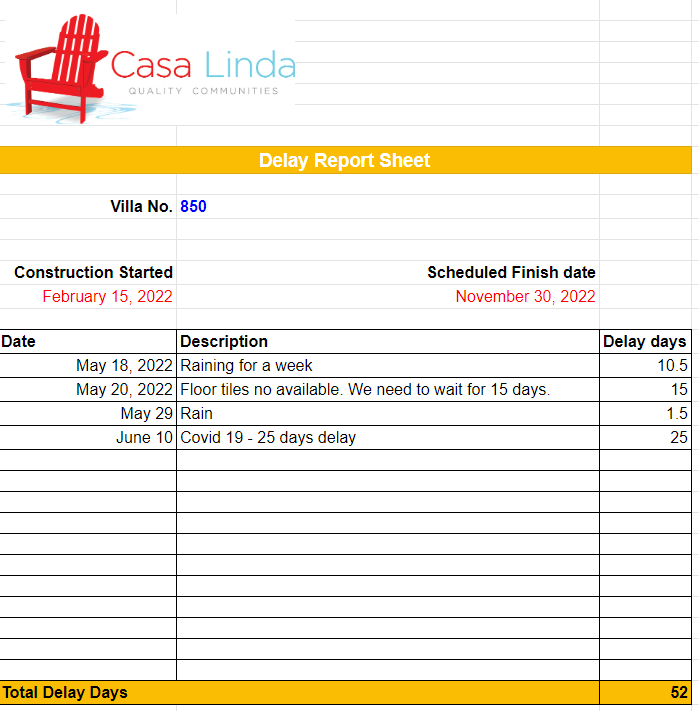 Casa Linda
QUALITY COMMUNITIES
Delay Report Sheet
Villa No. 850
Construction Started Scheduled Finish date
February 15, 2022 November 30, 2022
Date Description Delay days
May 18, 2022 Raining for a week 10.5
May 20, 2022 Floor tiles no available. We need to wait for 15 days. 15
May 29 Rain 1.5
June 10 Covid 19 - 25 days delay 25
Total Delay Days 52